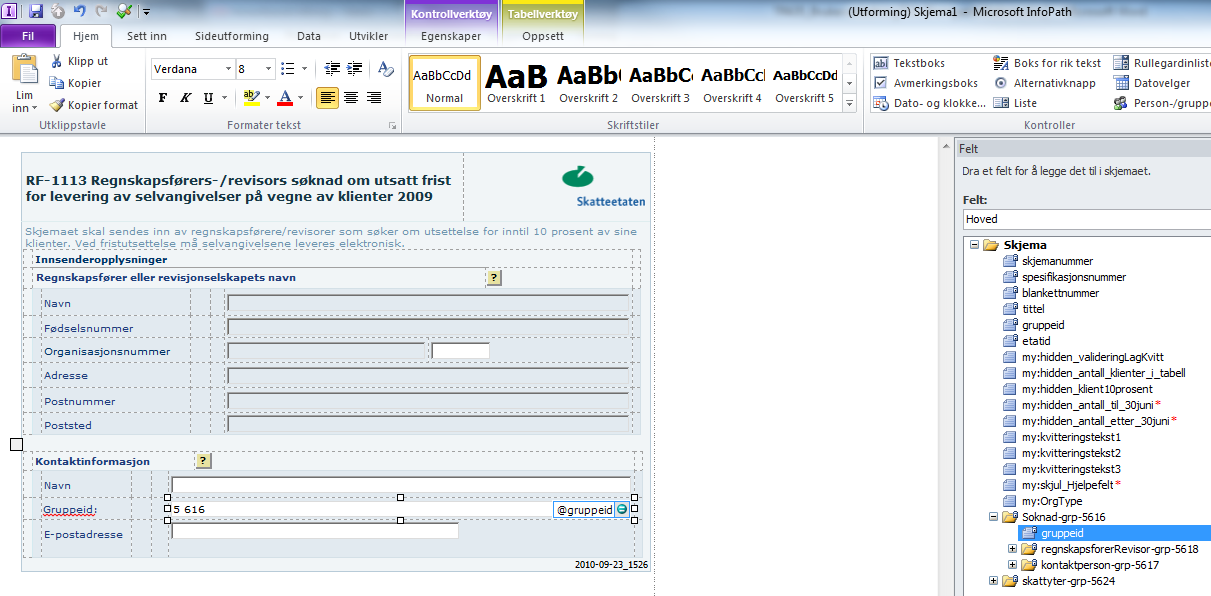 (Utforming) Skjema1 - Microsoft InfoPath
Kontrollverktøy Tabellverktøy
Fil Hjem Sett inn Sideutforming Data Utvikler Egenskaper Oppsett
Lim inn
Klipp ut
Kopier
Kopier format
Utklippstavle
Verdana 8
F K U
Formater tekst
AaBbCcDd Normal
AaB Overskrift 1
AaBb( Overskrift 2
AaBbC Overskrift 3
AaBbCc Overskrift 4
AaBbCcDd Overskrift 5
Skriftstiler
Tekstboks
Avmerkingsboks
Dato- og klokke...
Boks for rik tekst
Alternativknapp
Liste
Rullegardinliste
Datovelger
Person-/gruppe
Kontroller
RF-1113 Regnskapsførers-/revisors søknad om utsatt frist
for levering av selvangivelser på vegne av klienter 2009
Skatteetaten
Skjemaet skal sendes inn av regnskapsførere/revisorer som søker om utsettelse for inntil 10 prosent av sine
klienter. Ved fristutsettelse må selvangivelsene leveres elektronisk.
Innsenderopplysninger
Regnskapsfører eller revisjonselskapets navn ?
Navn
Fødselsnummer
Organisasjonsnummer
Adresse
Postnummer
Poststed
Kontaktinformasjon ?
Navn
Gruppeid: 5 616 @gruppeid
E-postadresse
2010-09-23_1526
Felt
Dra et felt for å legge det til i skjemaet.
Felt:
Hoved
Skjema
skjemanummer
spesifikasjonsnummer
blankettnummer
tittel
gruppeid
etatid
my:hidden_valideringLagKvitt
my:hidden_antall_klienter_i_tabell
my:hidden_klient10prosent
my:hidden_antall_til_30juni *
my:hidden_antall_etter_30juni *
my:kvitteringstekst1
my:kvitteringstekst2
my:kvitteringstekst3
my:skjul_Hjelpefelt *
my:OrgType
Soknad-grp-5616
gruppeid
regnskapsforerRevisor-grp-5618
kontaktperson-grp-5617
skattyter-grp-5624